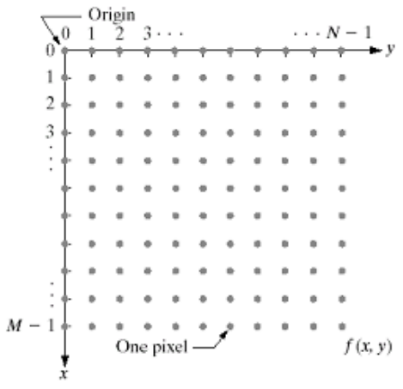 Origin
0 1 2 3 · · · · · · N − 1
y
0
1
2
3
·
·
·
·
·
·
M − 1
One pixel
f(x, y)
x